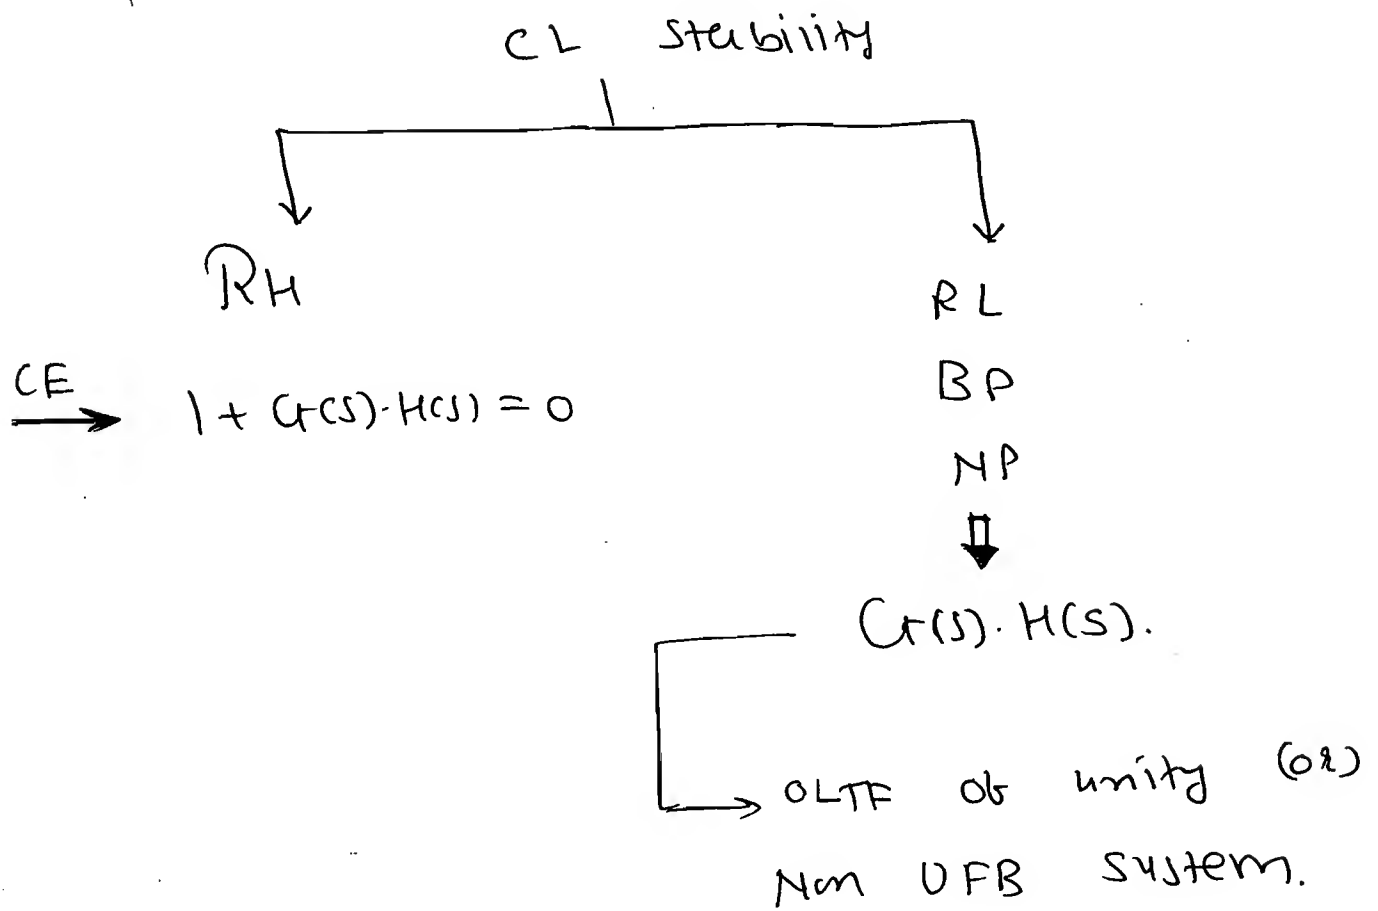 CL Stability
RH
CE
1 + G(s)·H(s) = 0
RL
BP
NP
G(s)·H(s).
OLTF of unity (or)
Non UFB system.